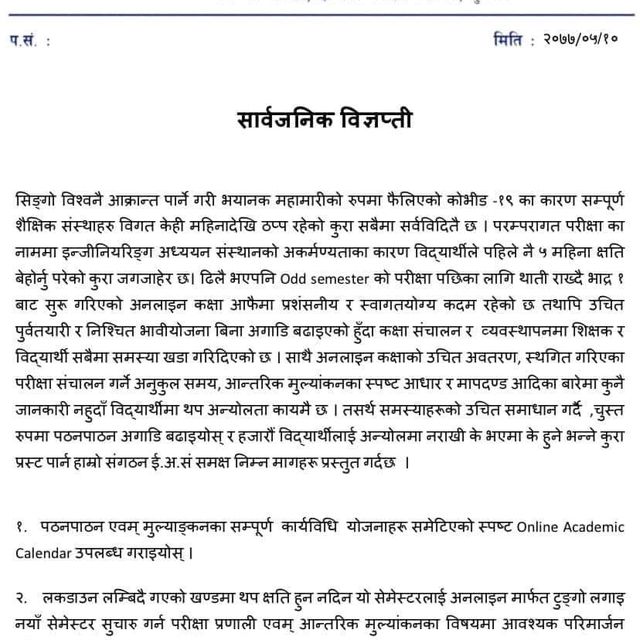 प.सं. :
मिति : २०७७/०५/१०
सार्वजनिक विज्ञप्ती
सिङ्गो विश्वनै आक्रान्त पार्ने गरी भयानक महामारीको रुपमा फैलिएको कोभीड -१९ का कारण सम्पूर्ण
शैक्षिक संस्थाहरु विगत केही महिनादेखि ठप्प रहेको कुरा सबैमा सर्वविदितै छ । परम्परागत परीक्षा का
नाममा इन्जीनियरिङ्ग अध्ययन संस्थानको अकर्मण्यताका कारण विद्यार्थीले पहिले नै ५ महिना क्षति
बेहोर्नु परेको कुरा जगजाहेर छ। ढिलै भएपनि Odd semester को परीक्षा पछिका लागि थाती राख्दै भाद्र १
बाट सुरू गरिएको अनलाइन कक्षा आफैमा प्रशंसनीय र स्वागतयोग्य कदम रहेको छ तथापि उचित
पुर्वतयारी र निश्चित भावीयोजना बिना अगाडि बढाइएको हुँदा कक्षा संचालन र व्यवस्थापनमा शिक्षक र
विद्यार्थी सबैमा समस्या खडा गरिदिएको छ । साथै अनलाइन कक्षाको उचित अवतरण, स्थगित गरिएका
परीक्षा संचालन गर्ने अनुकुल समय, आन्तरिक मुल्यांकनका स्पष्ट आधार र मापदण्ड आदिका बारेमा कुनै
जानकारी नहुदाँ विद्यार्थीमा थप अन्योलता कायमै छ । तसर्थ समस्याहरूको उचित समाधान गर्दै ,चुस्त
रुपमा पठनपाठन अगाडि बढाइयोस् र हजारौं विद्यार्थीलाई अन्योलमा नराखी के भएमा के हुने भन्ने कुरा
प्रस्ट पार्न हाम्रो संगठन ई.अ.सं समक्ष निम्न मागहरू प्रस्तुत गर्दछ ।
१. पठनपाठन एवम् मुल्याङ्कनका सम्पूर्ण कार्यविधि योजनाहरू समेटिएको स्पष्ट Online Academic
Calendar उपलब्ध गराइयोस् ।
२. लकडाउन लम्बिदै गएको खण्डमा थप क्षति हुन नदिन यो सेमेस्टरलाई अनलाइन मार्फत टुङ्गो लगाइ
नयाँ सेमेस्टर सुचारु गर्न परीक्षा प्रणाली एवम् आन्तरिक मुल्यांकनका विषयमा आवश्यक परिमार्जन